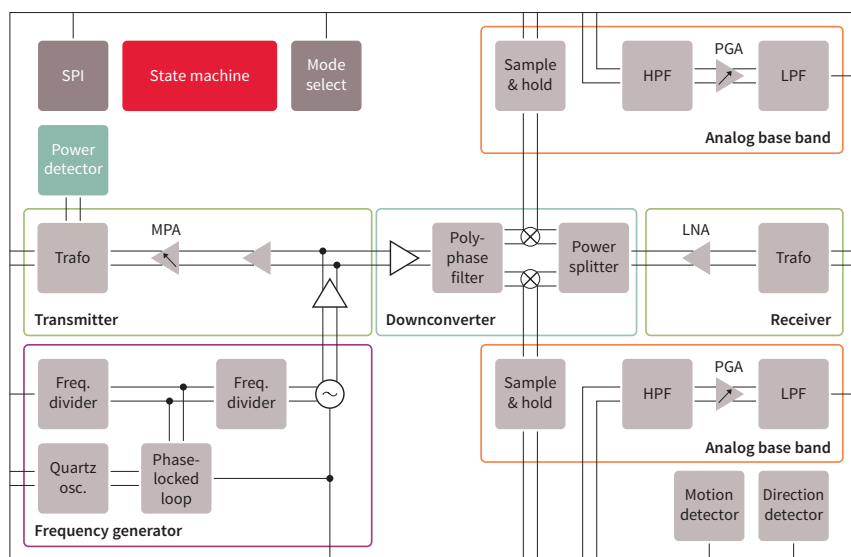 SPI
State machine
Mode
select
Sample
& hold
HPF
PGA
LPF
Analog base band
Power
detector
Trafo
MPA
Transmitter
Poly-
phase
filter
Power
splitter
Downconverter
LNA
Trafo
Receiver
Freq.
divider
Freq.
divider
~
Quartz
osc.
Phase-
locked
loop
Frequency generator
Sample
& hold
HPF
PGA
LPF
Analog base band
Motion
detector
Direction
detector